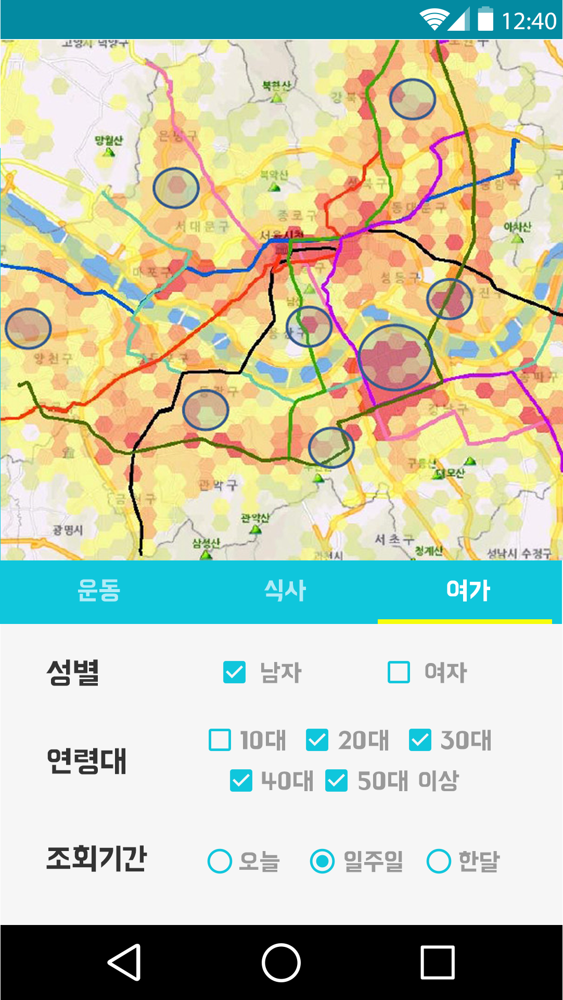 12:40
고양시 덕양구
북한산
강북구
은평구
망월산
북악산
성북구
중랑구
동대문구
종로구
서대문구
아차산
서울시청
마포구
중구
성동구
광진구
남산
용산구
양천구
영등포구
송파구
동작구
강남구
구룡산
대모산
관악구
금천구
관악산
광명시
서초구
삼성산
청계산
과천시
성남시 수정구
운동
식사
여가
성별
남자
여자
연령대
10대
20대
30대
40대
50대 이상
조회기간
오늘
일주일
한달